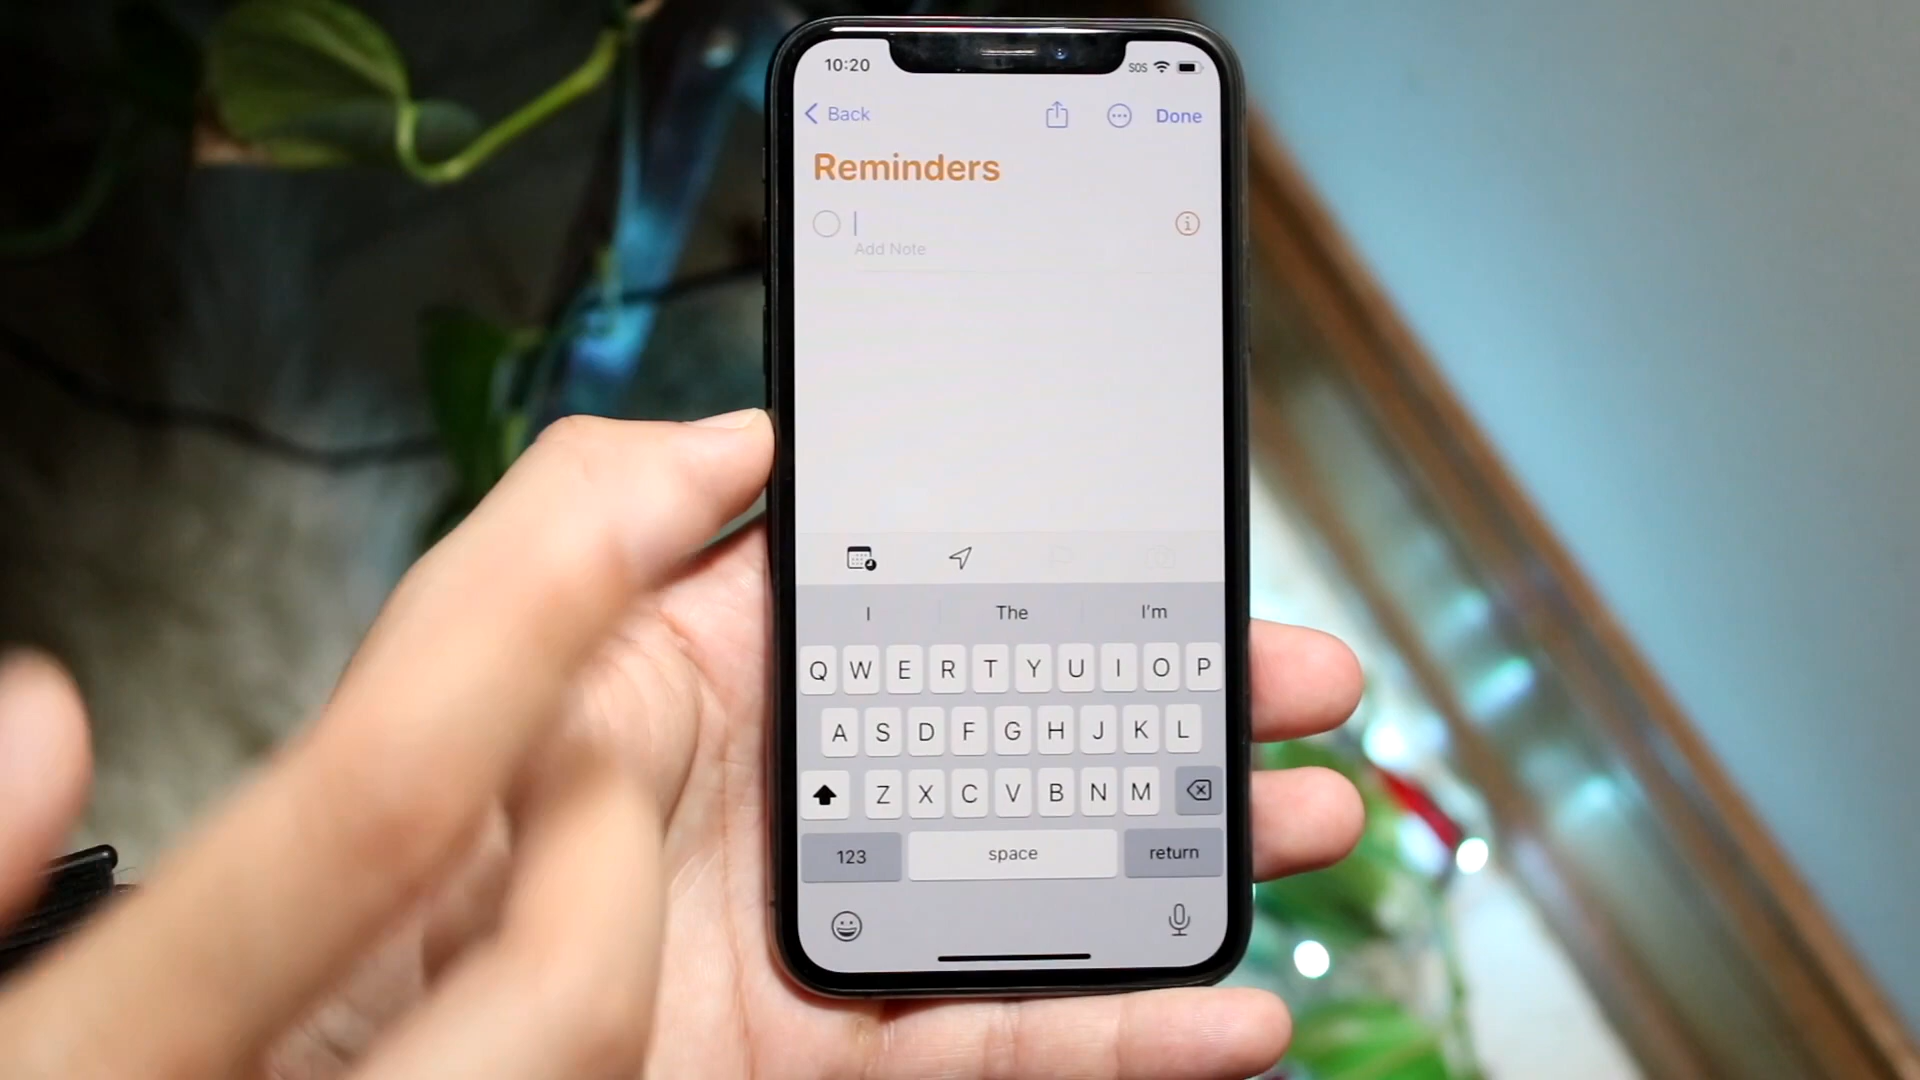 10:20 SOS
Back Done
Reminders
Add Note
I The I'm
Q W E R T Y U I O P
A S D F G H J K L
Z X C V B N M
123 space return